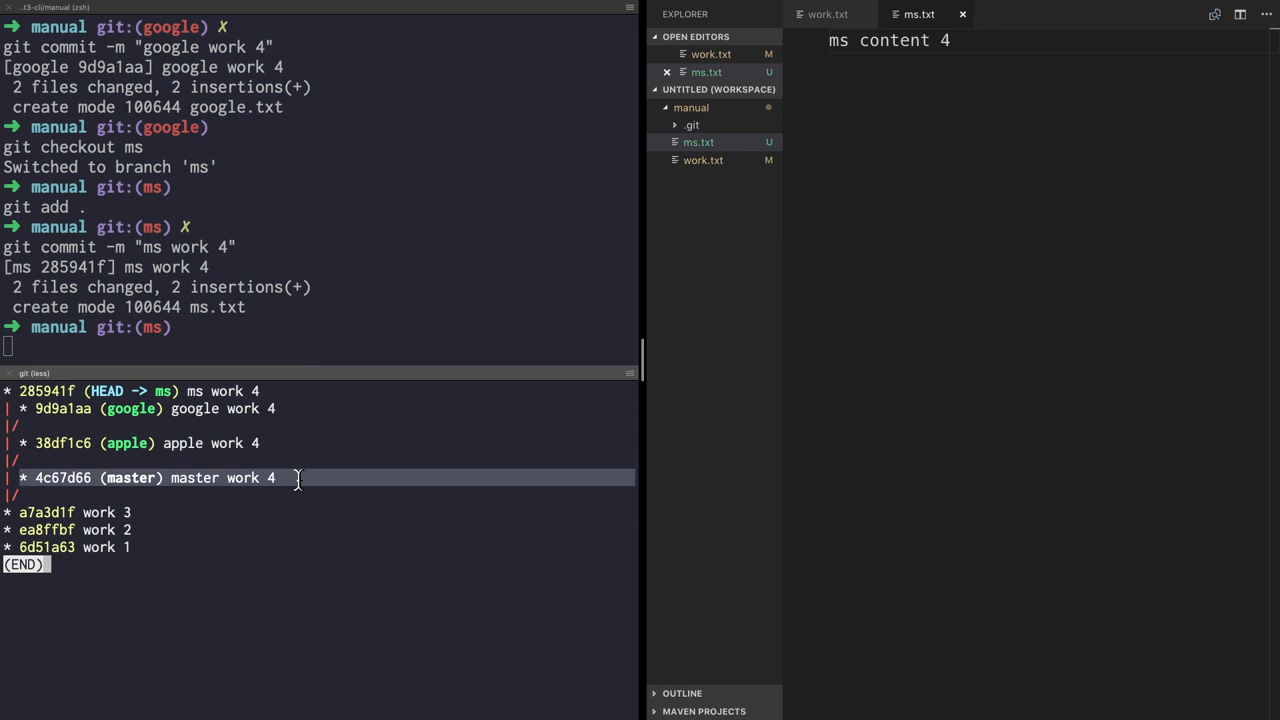 ..t3-cli/manual (zsh)
➜ manual git:(google) ✗
git commit -m "google work 4"
[google 9d9a1aa] google work 4
2 files changed, 2 insertions(+)
create mode 100644 google.txt
➜ manual git:(google)
git checkout ms
Switched to branch 'ms'
➜ manual git:(ms)
git add .
➜ manual git:(ms) ✗
git commit -m "ms work 4"
[ms 285941f] ms work 4
2 files changed, 2 insertions(+)
create mode 100644 ms.txt
➜ manual git:(ms)
git (less)
* 285941f (HEAD -> ms) ms work 4
| * 9d9a1aa (google) google work 4
|/
| * 38df1c6 (apple) apple work 4
|/
| * 4c67d66 (master) master work 4
|/
* a7a3d1f work 3
* ea8ffbf work 2
* 6d51a63 work 1
(END)
EXPLORER
OPEN EDITORS
work.txt M
ms.txt U
UNTITLED (WORKSPACE)
manual
.git
ms.txt U
work.txt M
OUTLINE
MAVEN PROJECTS
work.txt ms.txt
ms content 4